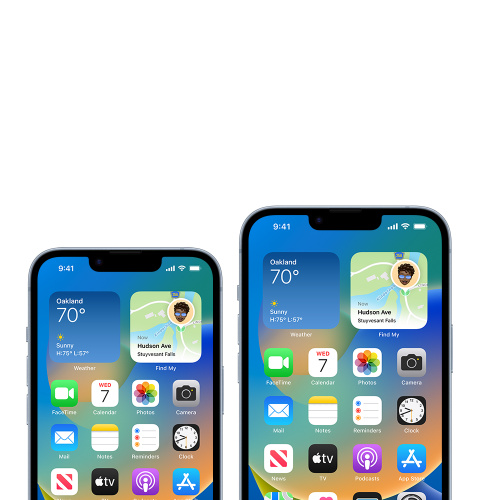 9:41
Oakland
70°
Sunny
H:75° L:57°
Weather
Now
Hudson Ave
Stuyvesant Falls
Find My
FaceTime
WED
7
Calendar
Photos
Camera
Mail
Notes
Reminders
Clock
tv
9:41
Oakland
70°
Sunny
H:75° L:57°
Weather
Now
Hudson Ave
Stuyvesant Falls
Find My
FaceTime
WED
7
Calendar
Photos
Camera
Mail
Notes
Reminders
Clock
tv
News
TV
Podcasts
App Store